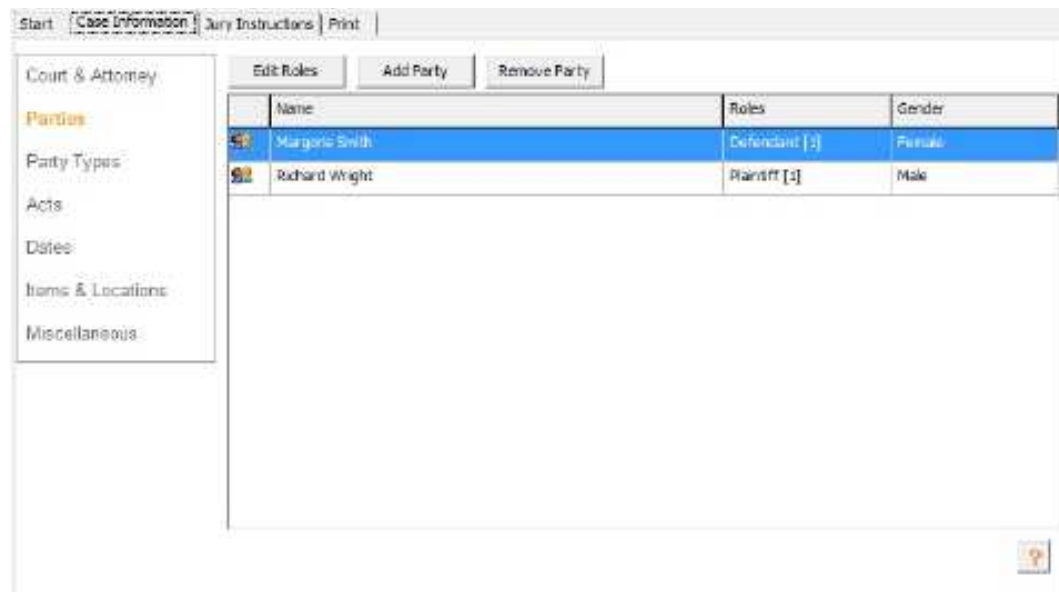 Start Case Information Jury Instructions Print
Court & Attorney
Parties
Party Types
Acts
Dates
Items & Locations
Miscellaneous
Edit Roles Add Party Remove Party
Name Roles Gender
Margorie Smith Defendant [1] Female
Richard Wright Plaintiff [1] Male
?